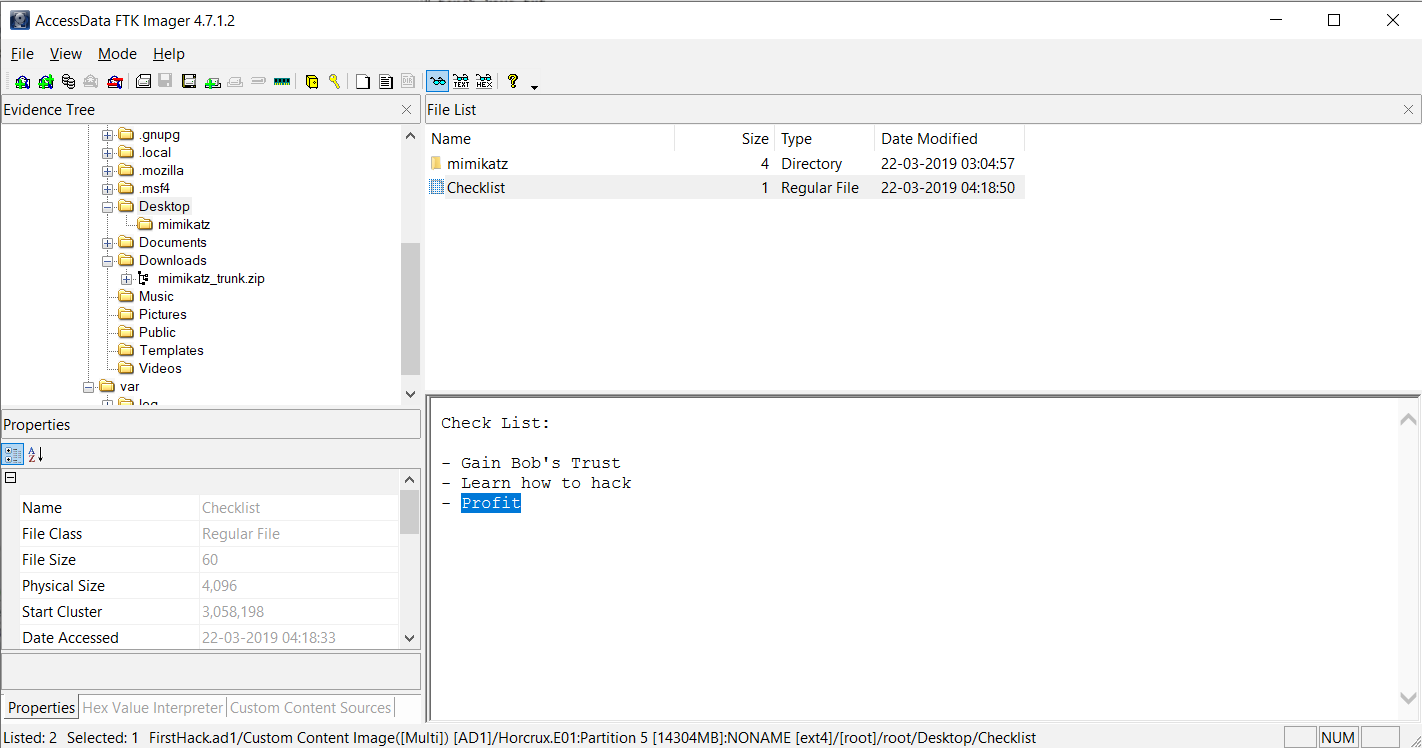 AccessData FTK Imager 4.7.1.2
File View Mode Help
TEXT HEX
Evidence Tree
.gnupg
.local
.mozilla
.msf4
Desktop
mimikatz
Documents
Downloads
mimikatz_trunk.zip
Music
Pictures
Public
Templates
Videos
var
log
File List
Name Size Type Date Modified
mimikatz 4 Directory 22-03-2019 03:04:57
Checklist 1 Regular File 22-03-2019 04:18:50
Properties
Name Checklist
File Class Regular File
File Size 60
Physical Size 4,096
Start Cluster 3,058,198
Date Accessed 22-03-2019 04:18:33
Properties Hex Value Interpreter Custom Content Sources
Check List:
- Gain Bob's Trust
- Learn how to hack
- Profit
Listed: 2 Selected: 1 FirstHack.ad1/Custom Content Image([Multi]) [AD1]/Horcrux.E01:Partition 5 [14304MB]:NONAME [ext4]/[root]/root/Desktop/Checklist
NUM